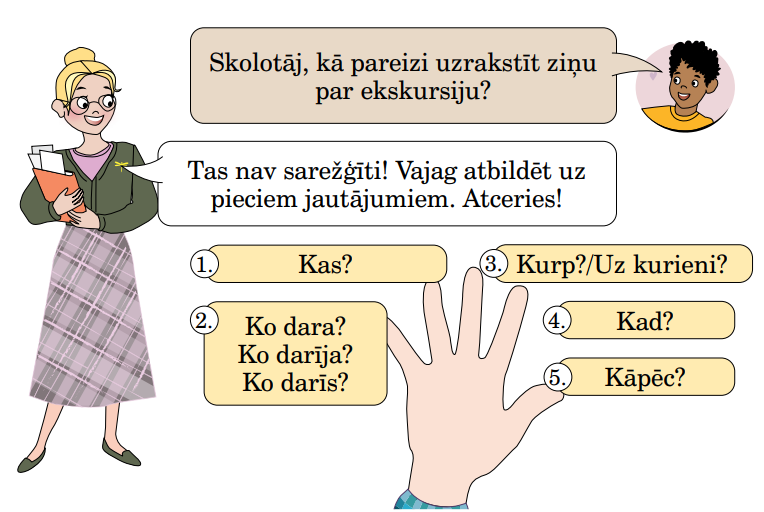 Skolotāj, kā pareizi uzrakstīt ziņu
par ekskursiju?
Tas nav sarežģīti! Vajag atbildēt uz
pieciem jautājumiem. Atceries!
1. Kas?
2. Ko dara?
Ko darīja?
Ko darīs?
3. Kurp?/Uz kurieni?
4. Kad?
5. Kāpēc?